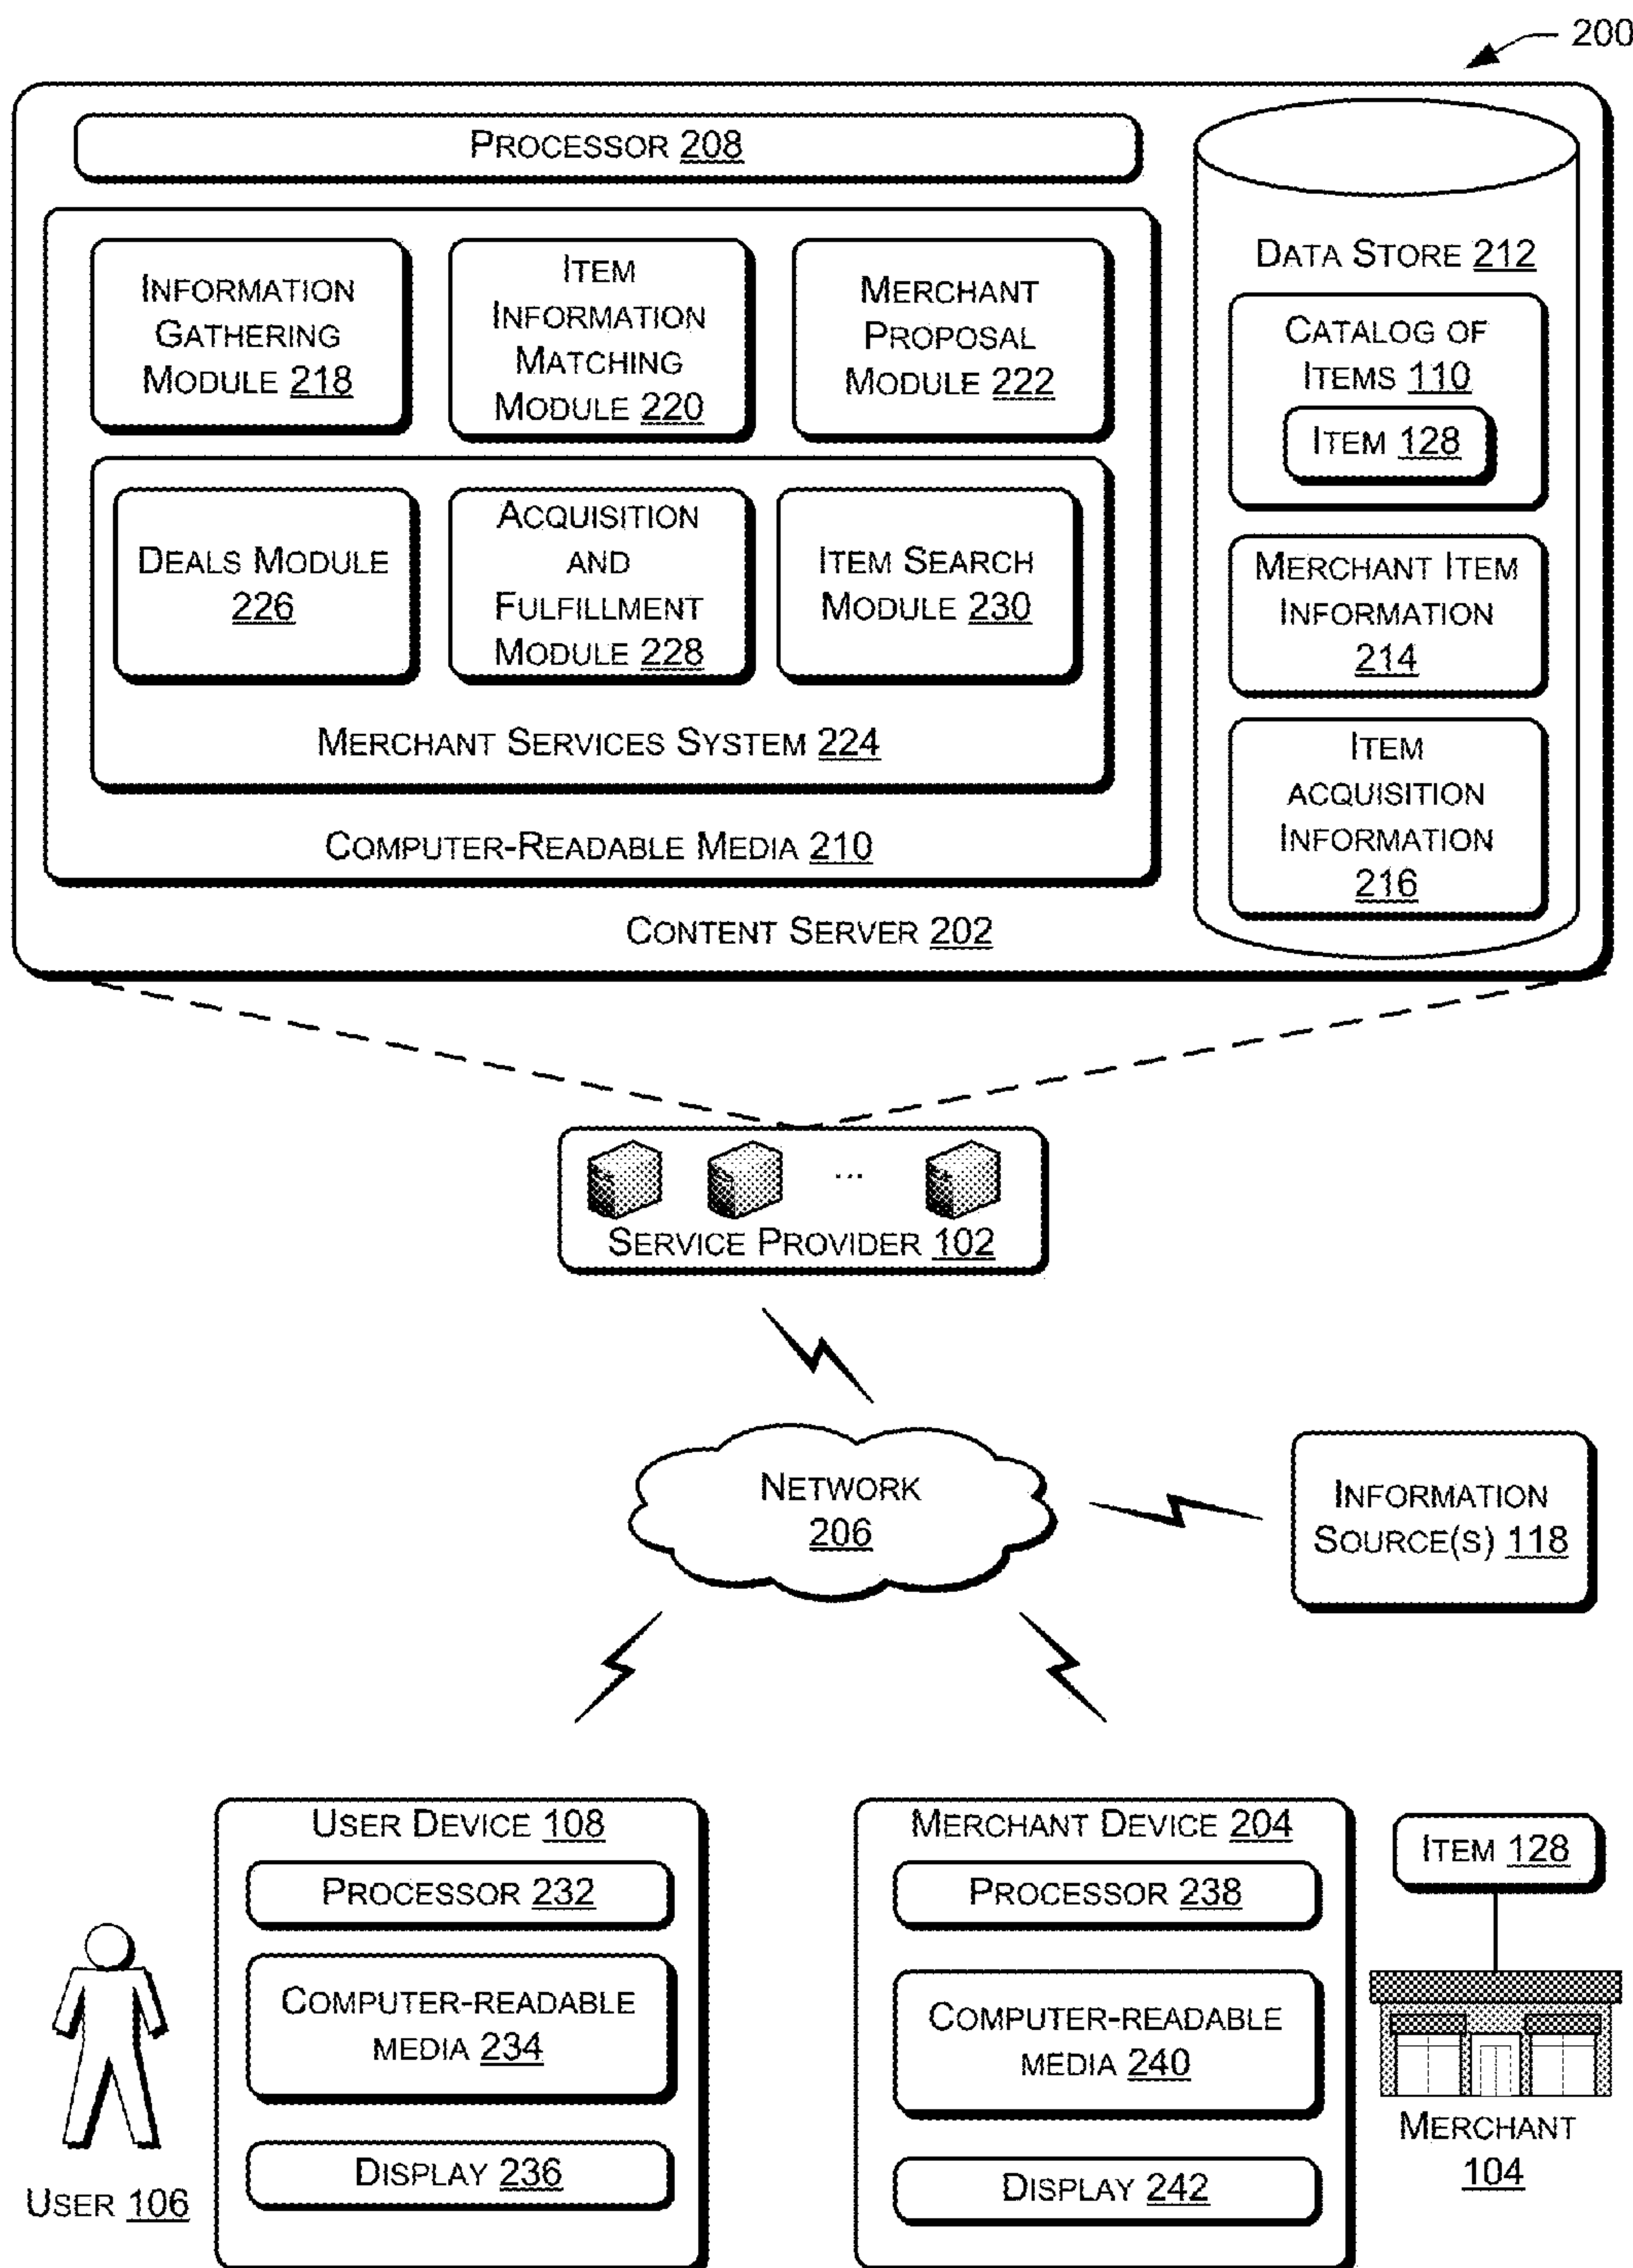 200
PROCESSOR 208
INFORMATION
GATHERING
MODULE 218
ITEM
INFORMATION
MATCHING
MODULE 220
MERCHANT
PROPOSAL
MODULE 222
DEALS MODULE
226
ACQUISITION
AND
FULFILLMENT
MODULE 228
ITEM SEARCH
MODULE 230
MERCHANT SERVICES SYSTEM 224
COMPUTER-READABLE MEDIA 210
DATA STORE 212
CATALOG OF
ITEMS 110
ITEM 128
MERCHANT ITEM
INFORMATION
214
ITEM
ACQUISITION
INFORMATION
216
CONTENT SERVER 202
...
SERVICE PROVIDER 102
NETWORK
206
INFORMATION
SOURCE(S) 118
USER DEVICE 108
PROCESSOR 232
COMPUTER-READABLE
MEDIA 234
DISPLAY 236
USER 106
MERCHANT DEVICE 204
PROCESSOR 238
COMPUTER-READABLE
MEDIA 240
DISPLAY 242
ITEM 128
MERCHANT
104